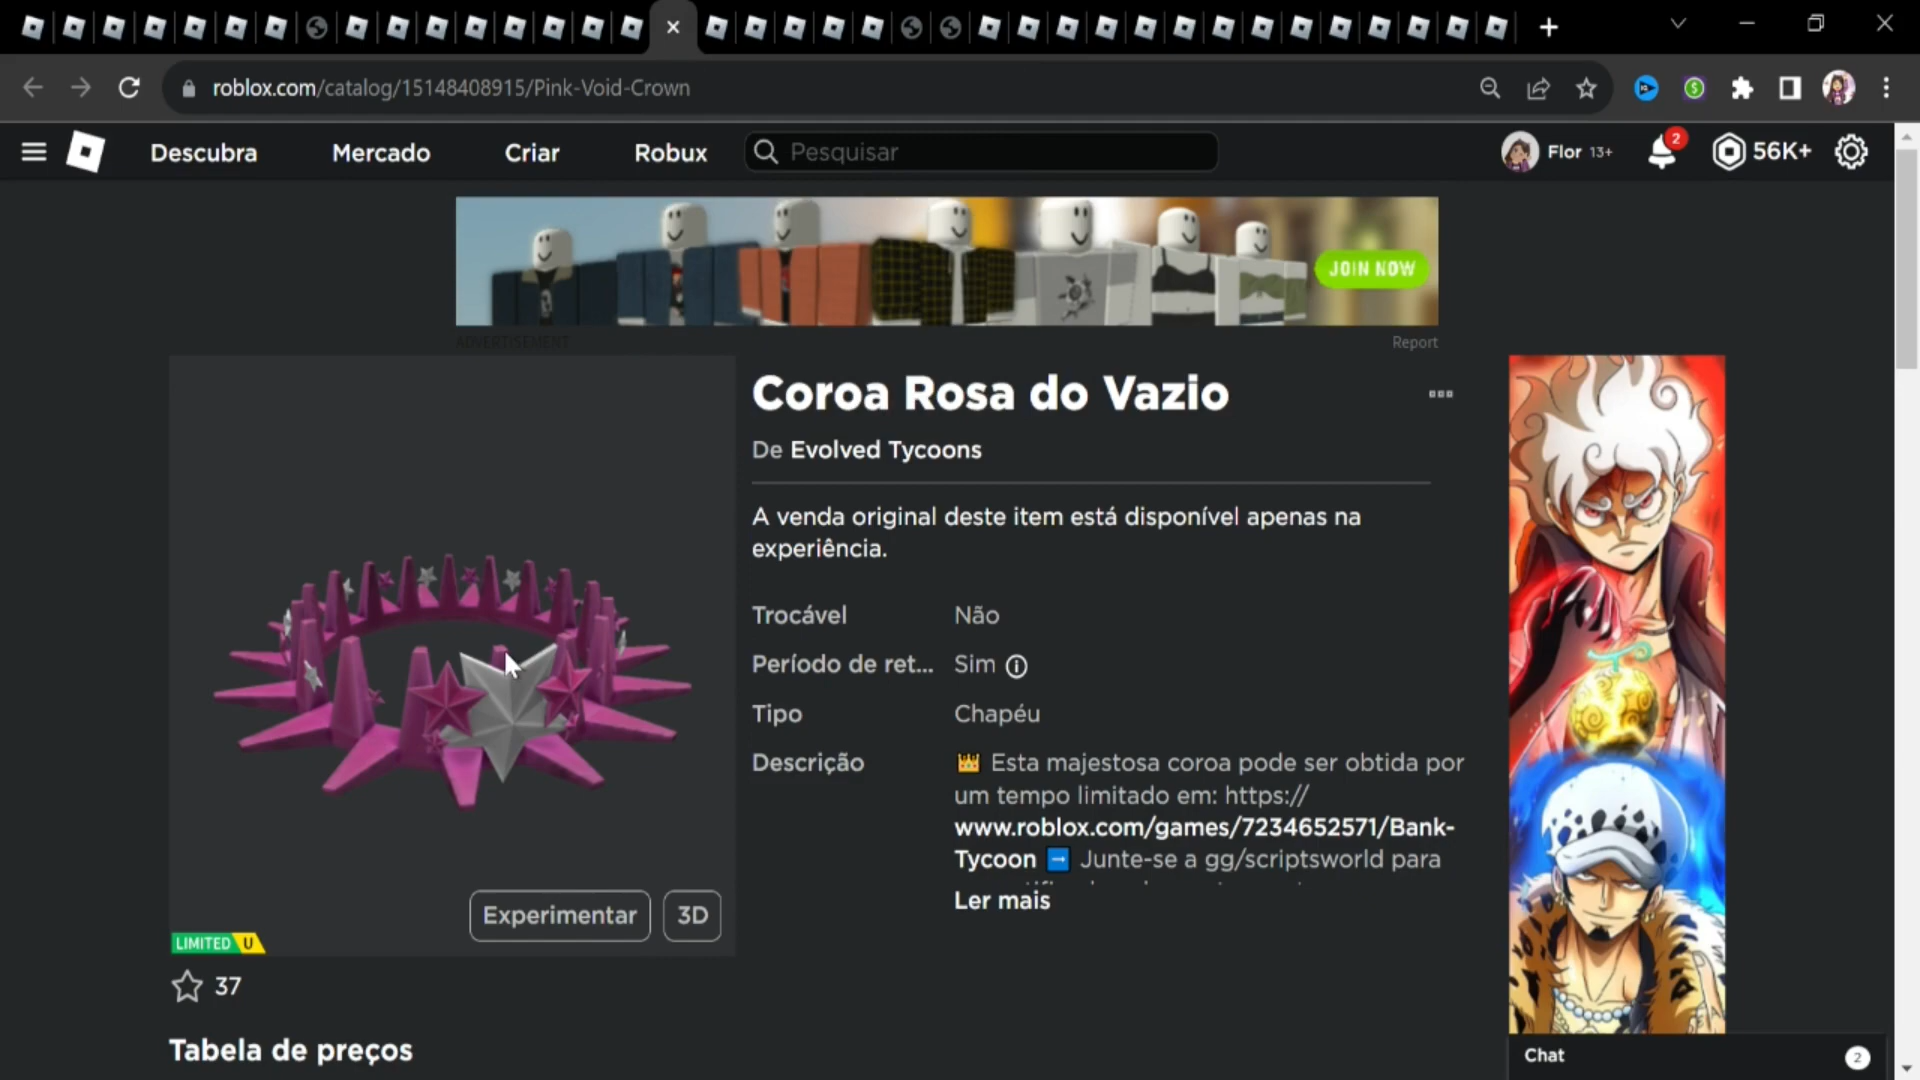 roblox.com/catalog/15148408915/Pink-Void-Crown
Descubra
Mercado
Criar
Robux
Pesquisar
Flor 13+
2
56K+
JOIN NOW
ADVERTISEMENT
Report
Coroa Rosa do Vazio
De Evolved Tycoons
A venda original deste item está disponível apenas na
experiência.
Trocável Não
Período de ret... Sim
Tipo Chapéu
Descrição 👑 Esta majestosa coroa pode ser obtida por
um tempo limitado em: https://
www.roblox.com/games/7234652571/Bank-
Tycoon ➡ Junte-se a gg/scriptsworld para
Ler mais
Experimentar
3D
LIMITED U
37
Tabela de preços
Chat 2